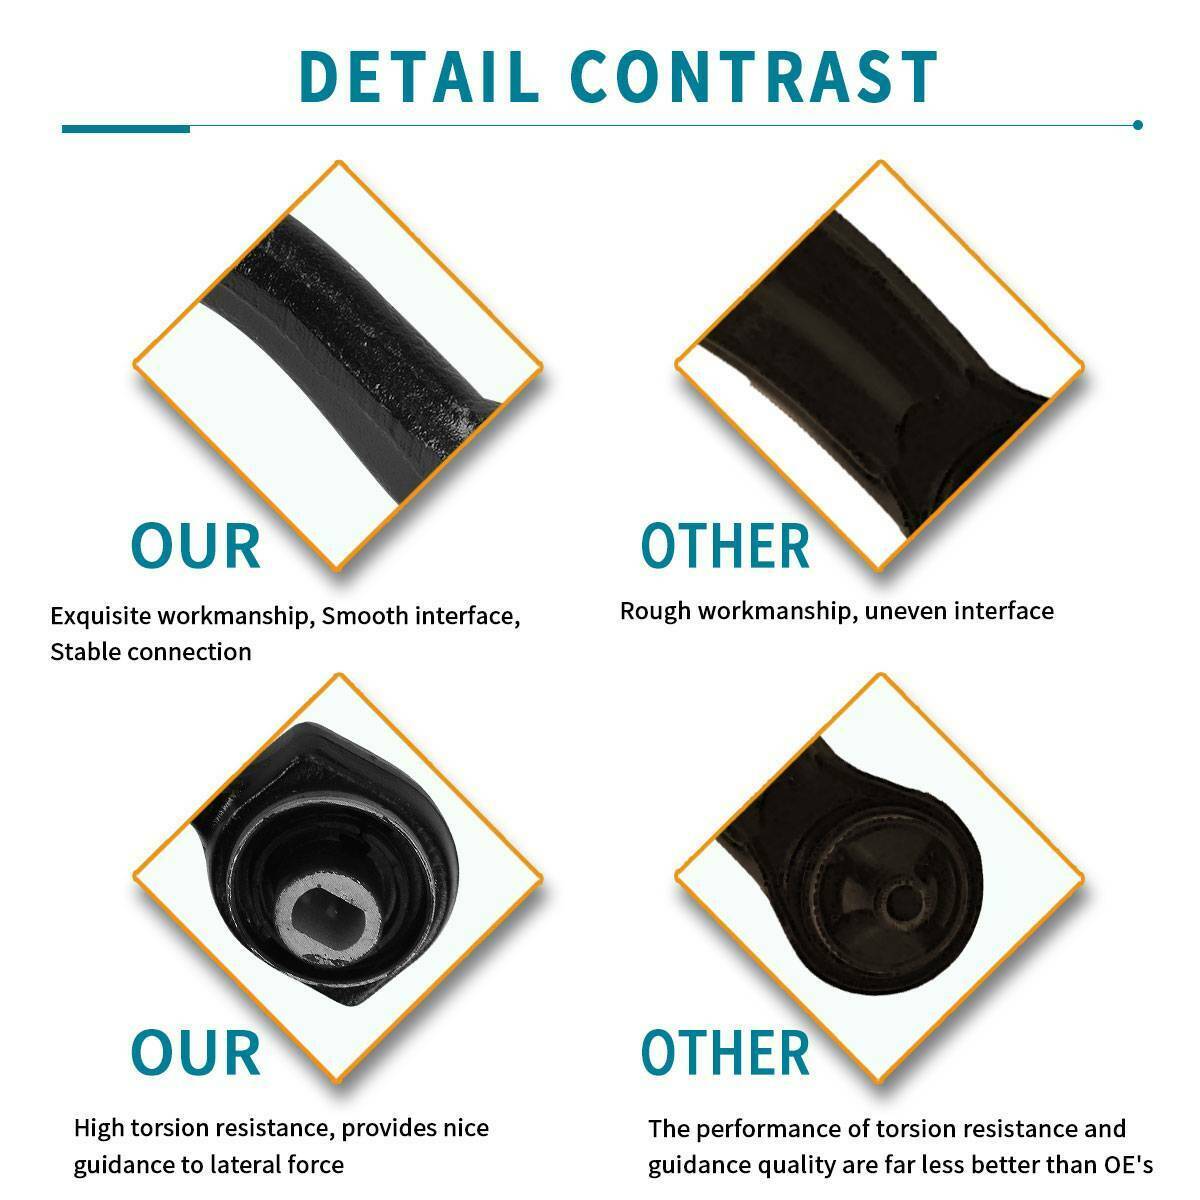 DETAIL CONTRAST
OUR
OTHER
Exquisite workmanship, Smooth interface,
Stable connection
Rough workmanship, uneven interface
OUR
OTHER
High torsion resistance, provides nice
guidance to lateral force
The performance of torsion resistance and
guidance quality are far less better than OE's